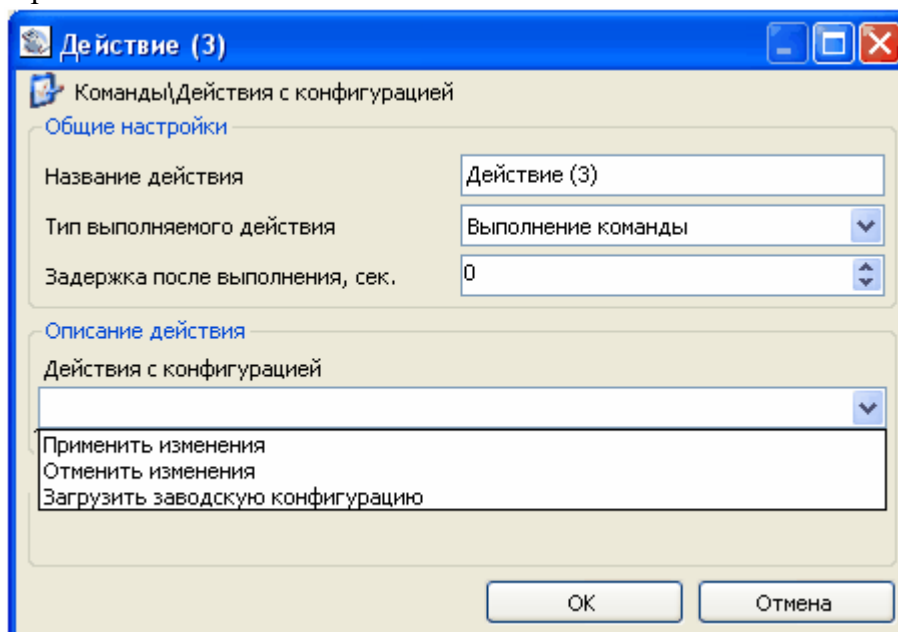 Действие (3)
Команды\Действия с конфигурацией
Общие настройки
Название действия Действие (3)
Тип выполняемого действия Выполнение команды
Задержка после выполнения, сек. 0
Описание действия
Действия с конфигурацией
Применить изменения
Отменить изменения
Загрузить заводскую конфигурацию
OK Отмена